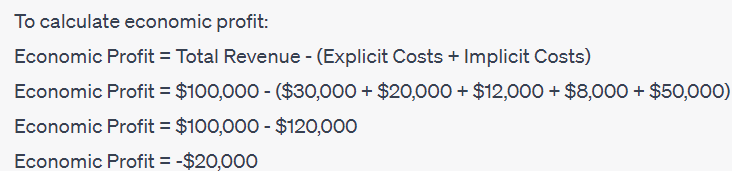 To calculate economic profit:
Economic Profit = Total Revenue - (Explicit Costs + Implicit Costs)
Economic Profit = $100,000 - ($30,000 + $20,000 + $12,000 + $8,000 + $50,000)
Economic Profit = $100,000 - $120,000
Economic Profit = -$20,000